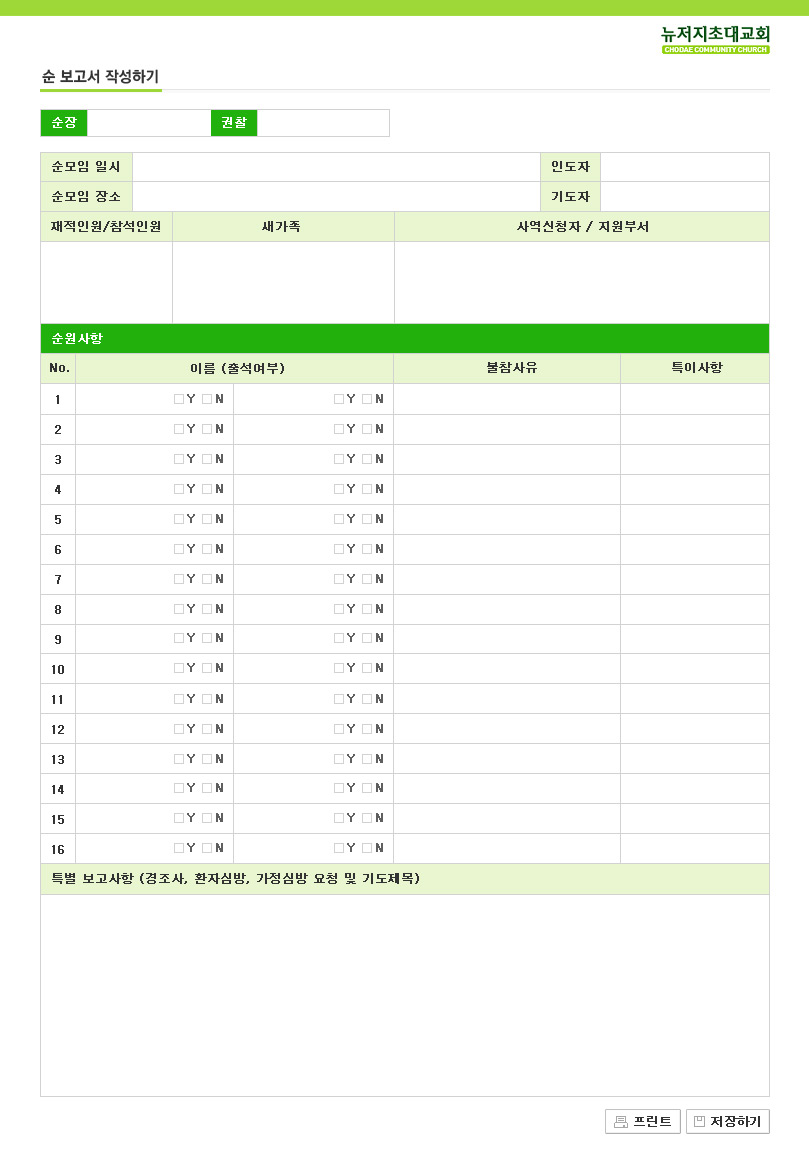 뉴저지초대교회
CHODAE COMMUNITY CHURCH
순 보고서 작성하기
순장 권찰
순모임 일시 인도자
순모임 장소 기도자
재적인원/참석인원 새가족 사역신청자 / 지원부서
순원사항
No. 이름 (출석여부) 불참사유 특이사항
1 Y N Y N
2 Y N Y N
3 Y N Y N
4 Y N Y N
5 Y N Y N
6 Y N Y N
7 Y N Y N
8 Y N Y N
9 Y N Y N
10 Y N Y N
11 Y N Y N
12 Y N Y N
13 Y N Y N
14 Y N Y N
15 Y N Y N
16 Y N Y N
특별 보고사항 (경조사, 환자심방, 가정심방 요청 및 기도제목)
프린트 저장하기